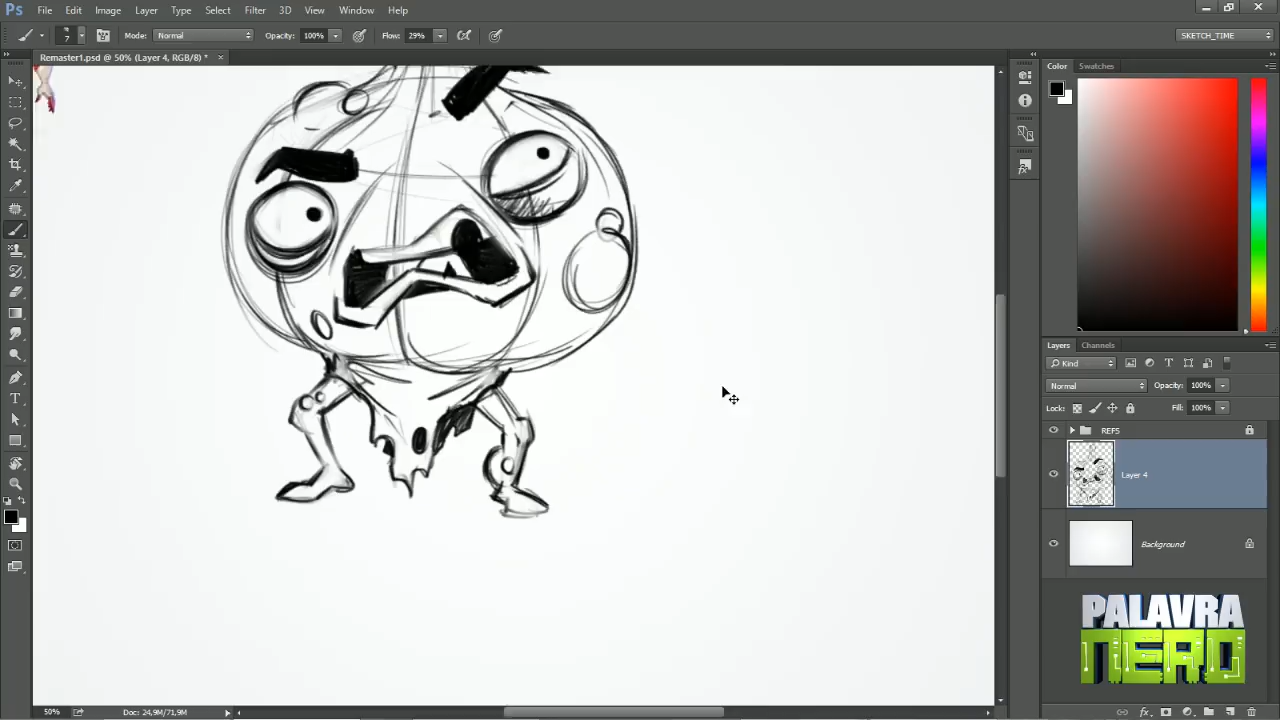 Ps File Edit Image Layer Type Select Filter 3D View Window Help
7 Mode: Normal Opacity: 100% Flow: 29% SKETCH_TIME
Remaster1.psd @ 50% (Layer 4, RGB/8) *
Color Swatches
Layers Channels
Kind
Normal Opacity: 100%
Lock: Fill: 100%
REFS
Layer 4
Background
PALAVRA
NERD
50% Doc: 24,9M/71,9M